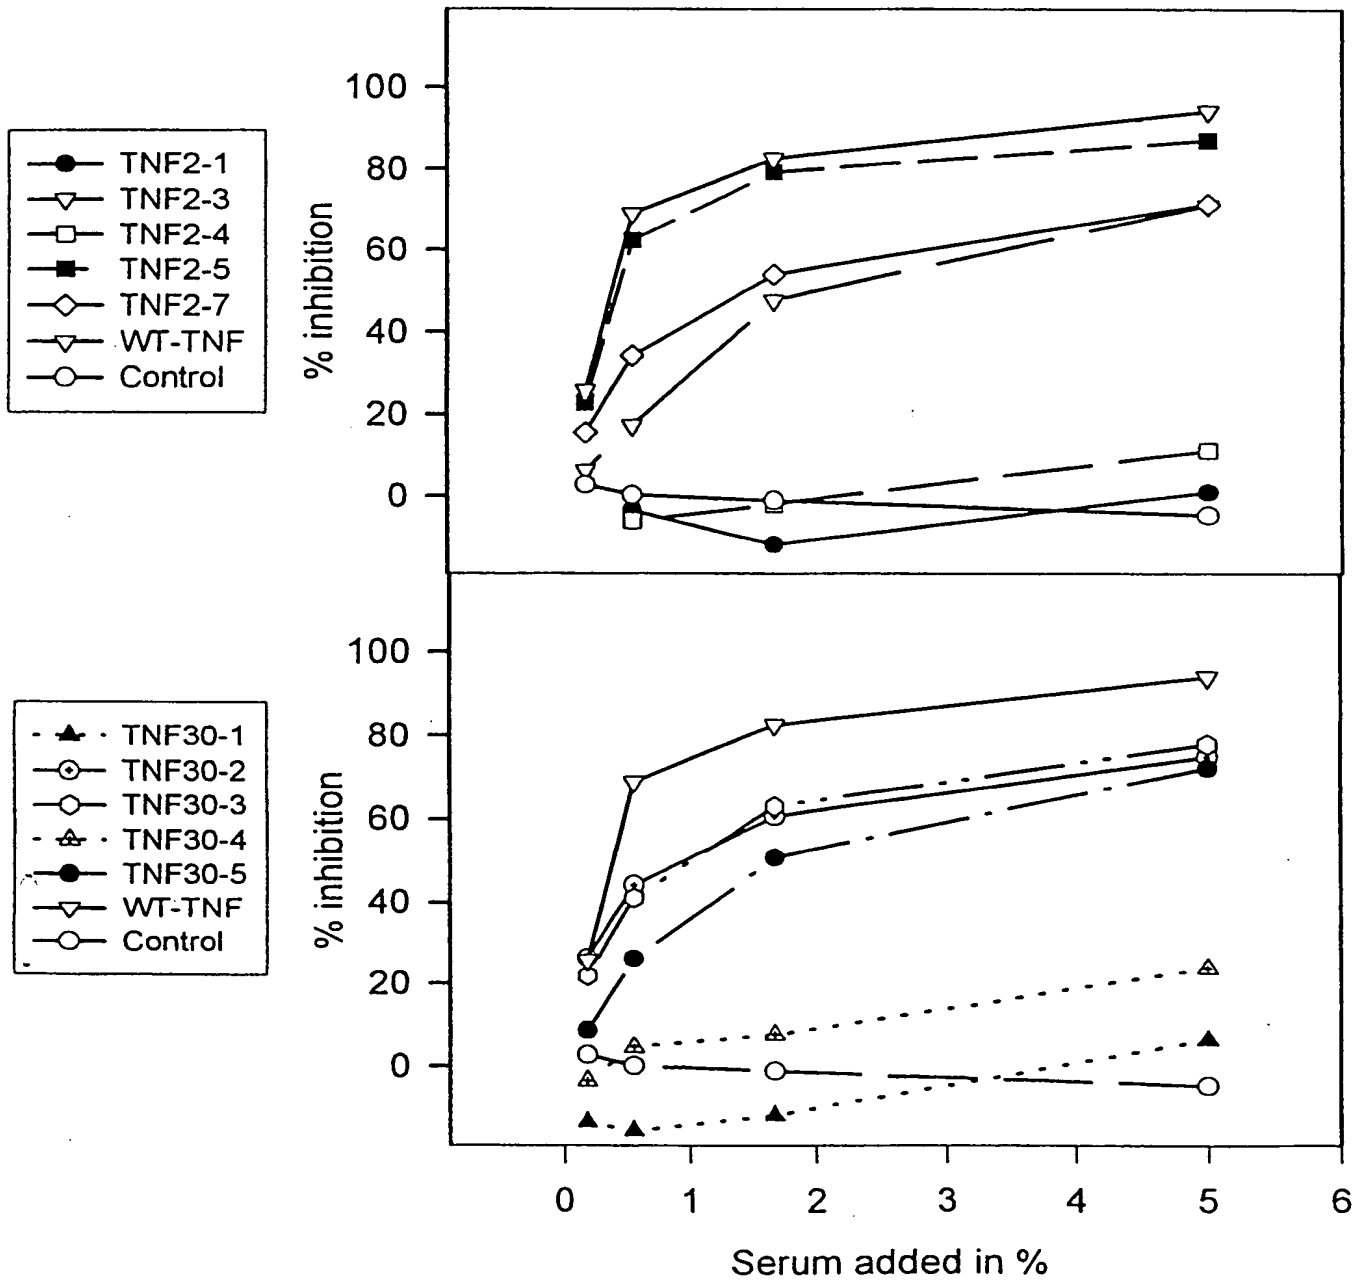 TNF2-1
TNF2-3
TNF2-4
TNF2-5
TNF2-7
WT-TNF
Control
% inhibition
100
80
60
40
20
0
TNF30-1
TNF30-2
TNF30-3
TNF30-4
TNF30-5
WT-TNF
Control
% inhibition
100
80
60
40
20
0
0 1 2 3 4 5 6
Serum added in %